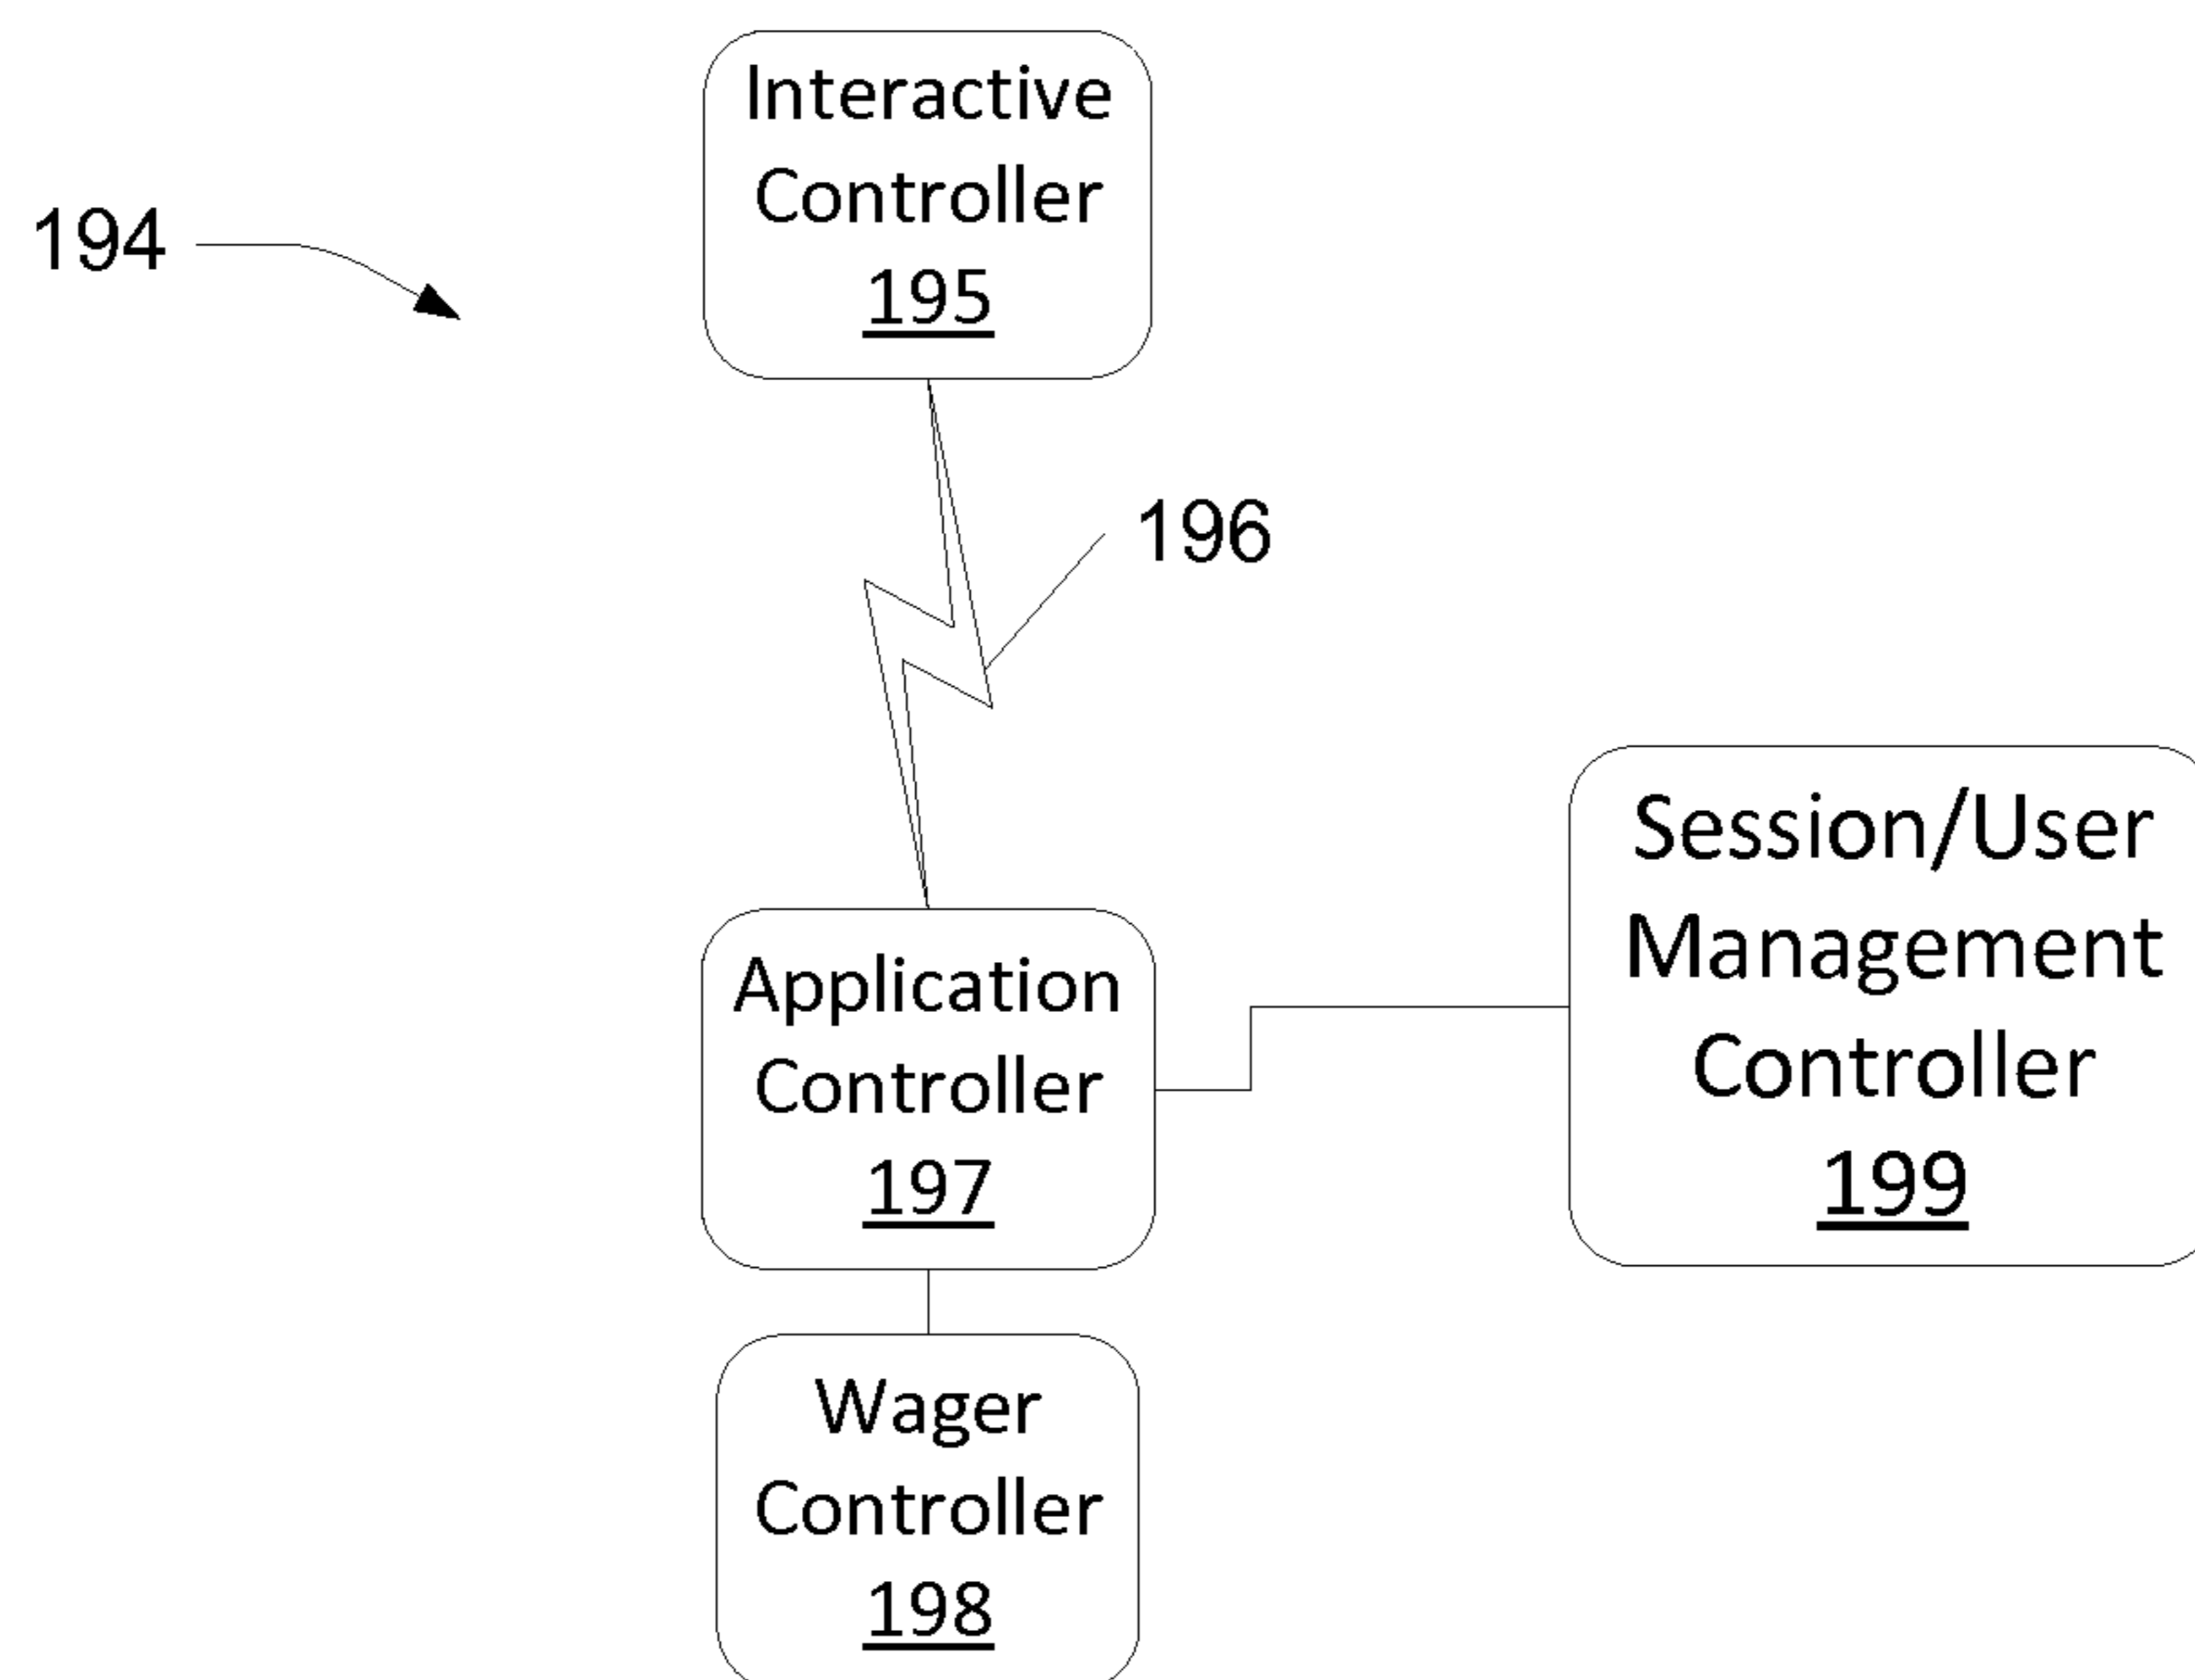 Interactive
Controller
195
194
196
Application
Controller
197
Session/User
Management
Controller
199
Wager
Controller
198